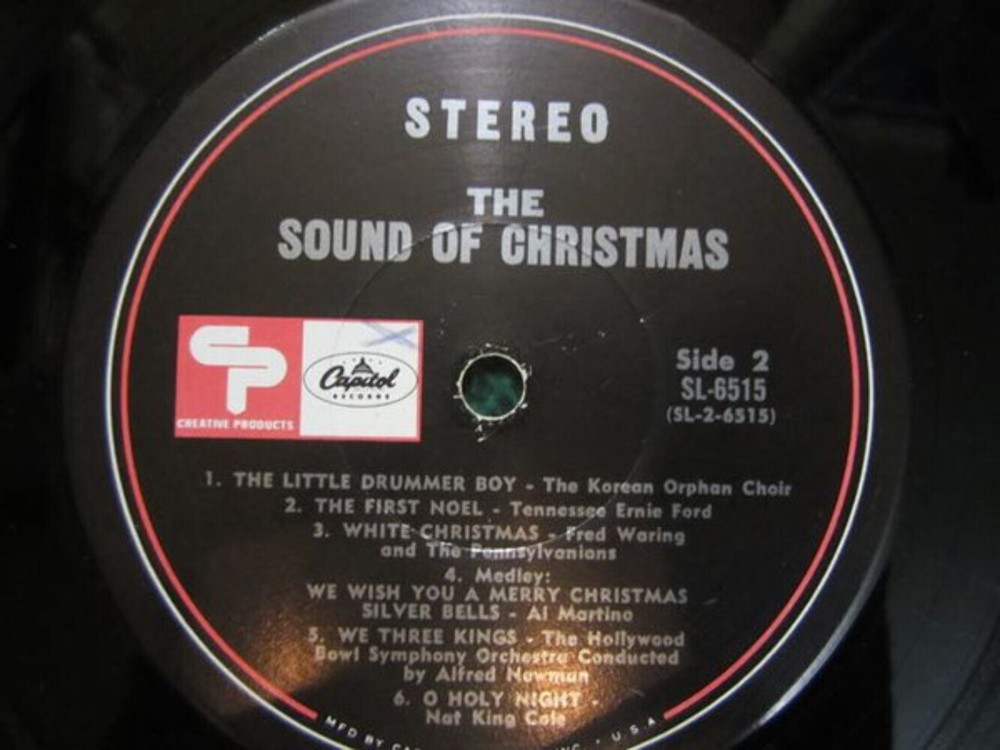 STEREO
THE
SOUND OF CHRISTMAS
CP
CREATIVE PRODUCTS
Capitol
RECORDS
Side 2
SL-6515
(SL-2-6515)
1. THE LITTLE DRUMMER BOY - The Korean Orphan Choir
2. THE FIRST NOEL - Tennessee Ernie Ford
3. WHITE CHRISTMAS - Fred Waring
and The Pennsylvanians
4. Medley:
WE WISH YOU A MERRY CHRISTMAS
SILVER BELLS - Al Martino
5. WE THREE KINGS - The Hollywood
Bowl Symphony Orchestra Conducted
by Alfred Newman
6. O HOLY NIGHT -
Nat King Cole
MFD BY INC. • U.S.A.